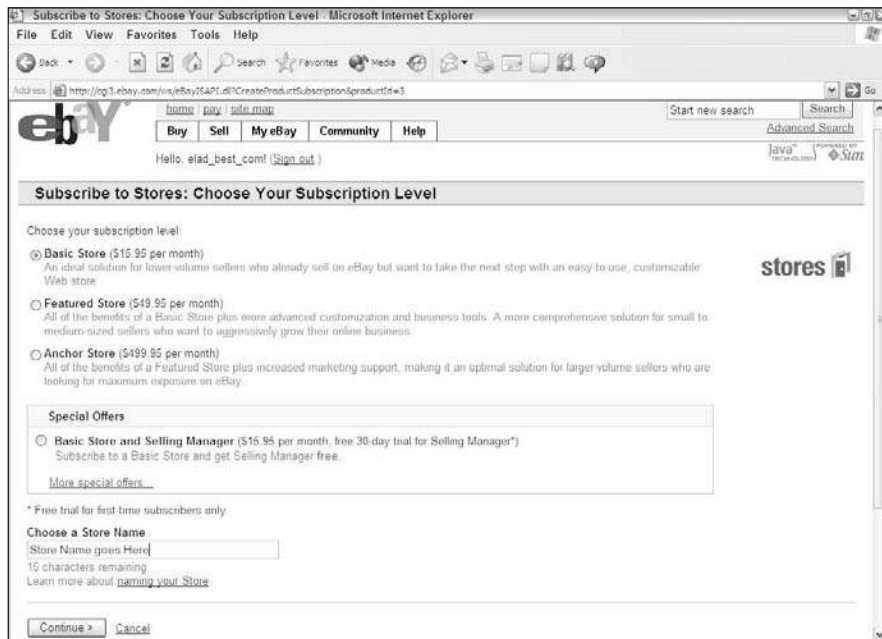 Subscribe to Stores: Choose Your Subscription Level - Microsoft Internet Explorer
File Edit View Favorites Tools Help
Back Search Favorites Media
Address http://cgi3.ebay.com/ws/eBayISAPI.dll?CreateProductSubscription&productId=3 Go
ebaY
home | pay | site map
Start new search Search
Buy Sell My eBay Community Help
Advanced Search
Hello, elad_best_com! (Sign out.)
Java TECHNOLOGY POWERED BY Sun
Subscribe to Stores: Choose Your Subscription Level
Choose your subscription level:
Basic Store ($15.95 per month)
An ideal solution for lower-volume sellers who already sell on eBay but want to take the next step with an easy-to-use, customizable
Web store.
stores
Featured Store ($49.95 per month)
All of the benefits of a Basic Store plus more advanced customization and business tools. A more comprehensive solution for small to
medium-sized sellers who want to aggressively grow their online business.
Anchor Store ($499.95 per month)
All of the benefits of a Featured Store plus increased marketing support, making it an optimal solution for larger volume sellers who are
looking for maximum exposure on eBay.
Special Offers
Basic Store and Selling Manager ($15.95 per month, free 30-day trial for Selling Manager*)
Subscribe to a Basic Store and get Selling Manager free.
More special offers...
* Free trial for first-time subscribers only.
Choose a Store Name
Store Name goes Here
15 characters remaining.
Learn more about naming your Store.
Continue > Cancel